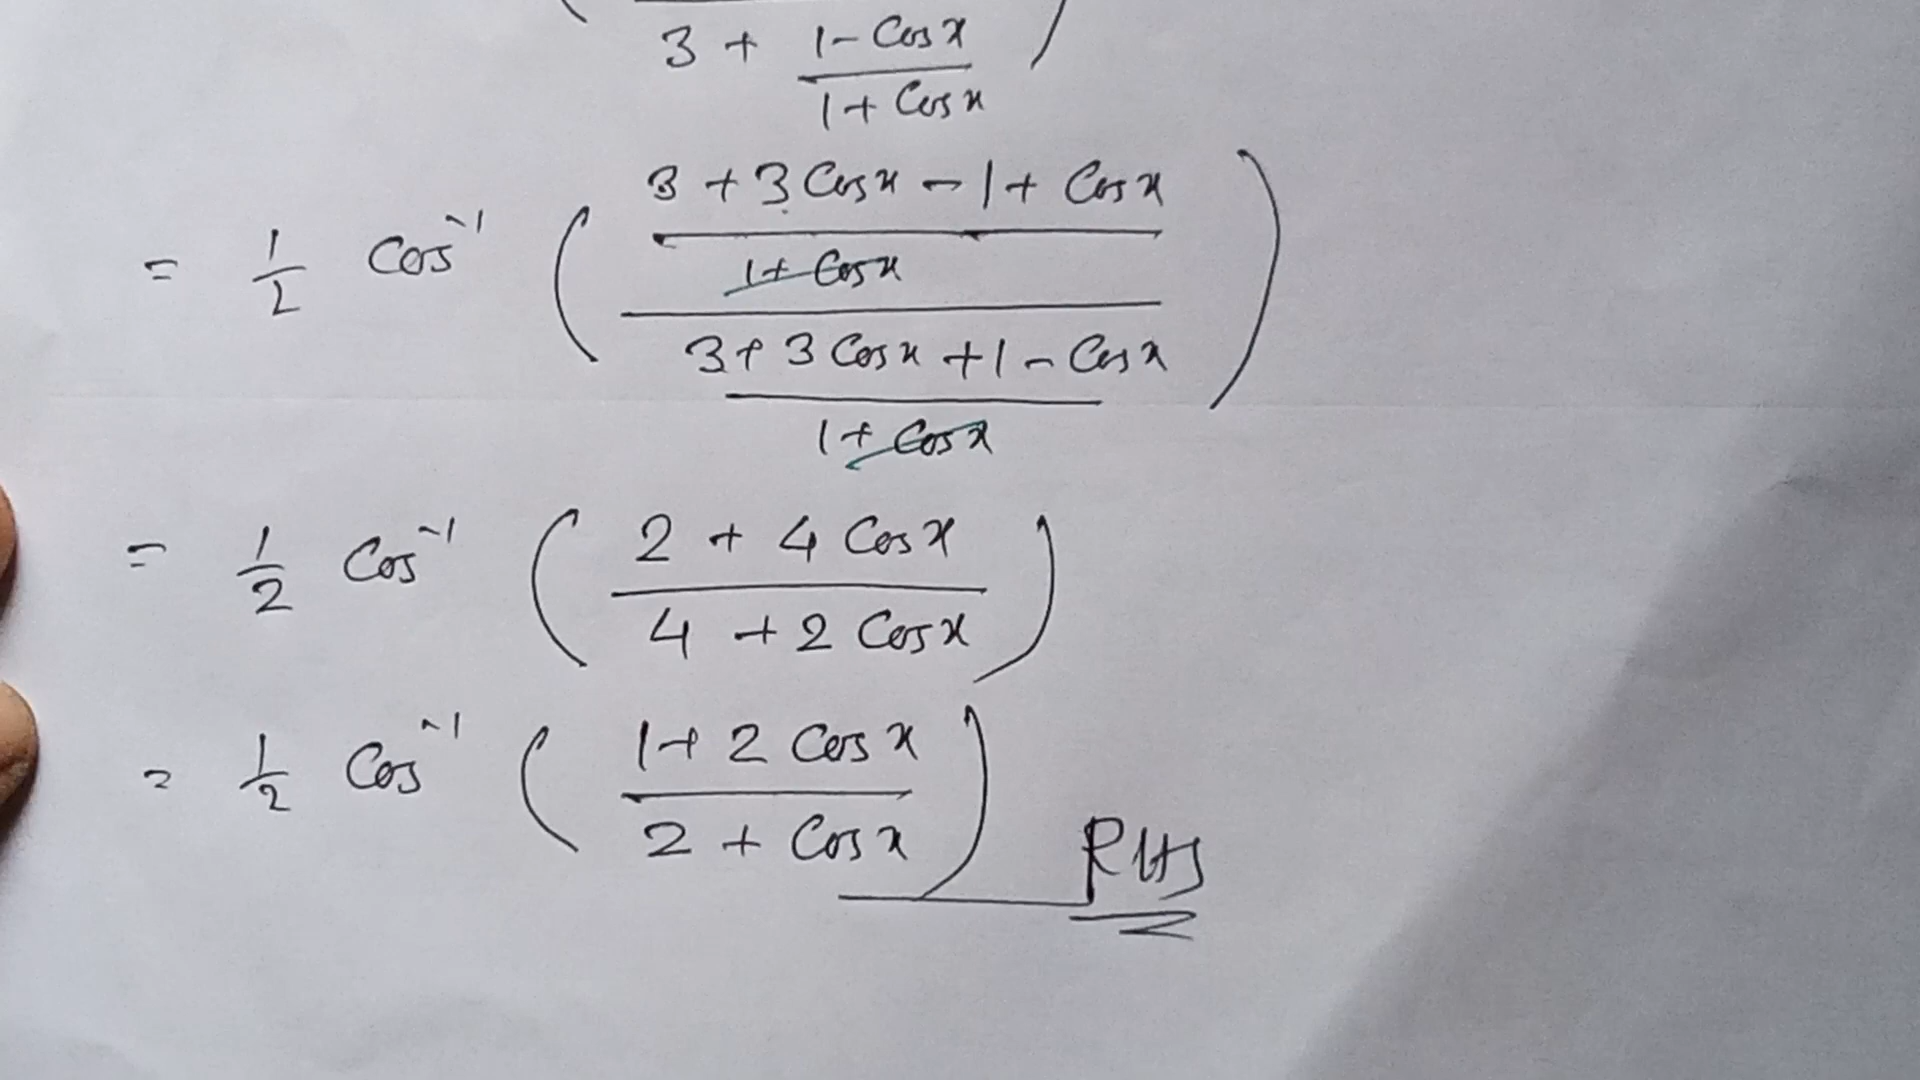 3 + (1 - Cos x)/(1 + Cos x) )
= 1/2 Cos⁻¹ ( ((3 + 3 Cos x - 1 + Cos x)/(1 + Cos x)) / ((3 + 3 Cos x + 1 - Cos x)/(1 + Cos x)) )
= 1/2 Cos⁻¹ ( (2 + 4 Cos x)/(4 + 2 Cos x) )
= 1/2 Cos⁻¹ ( (1 + 2 Cos x)/(2 + Cos x) ) RHS